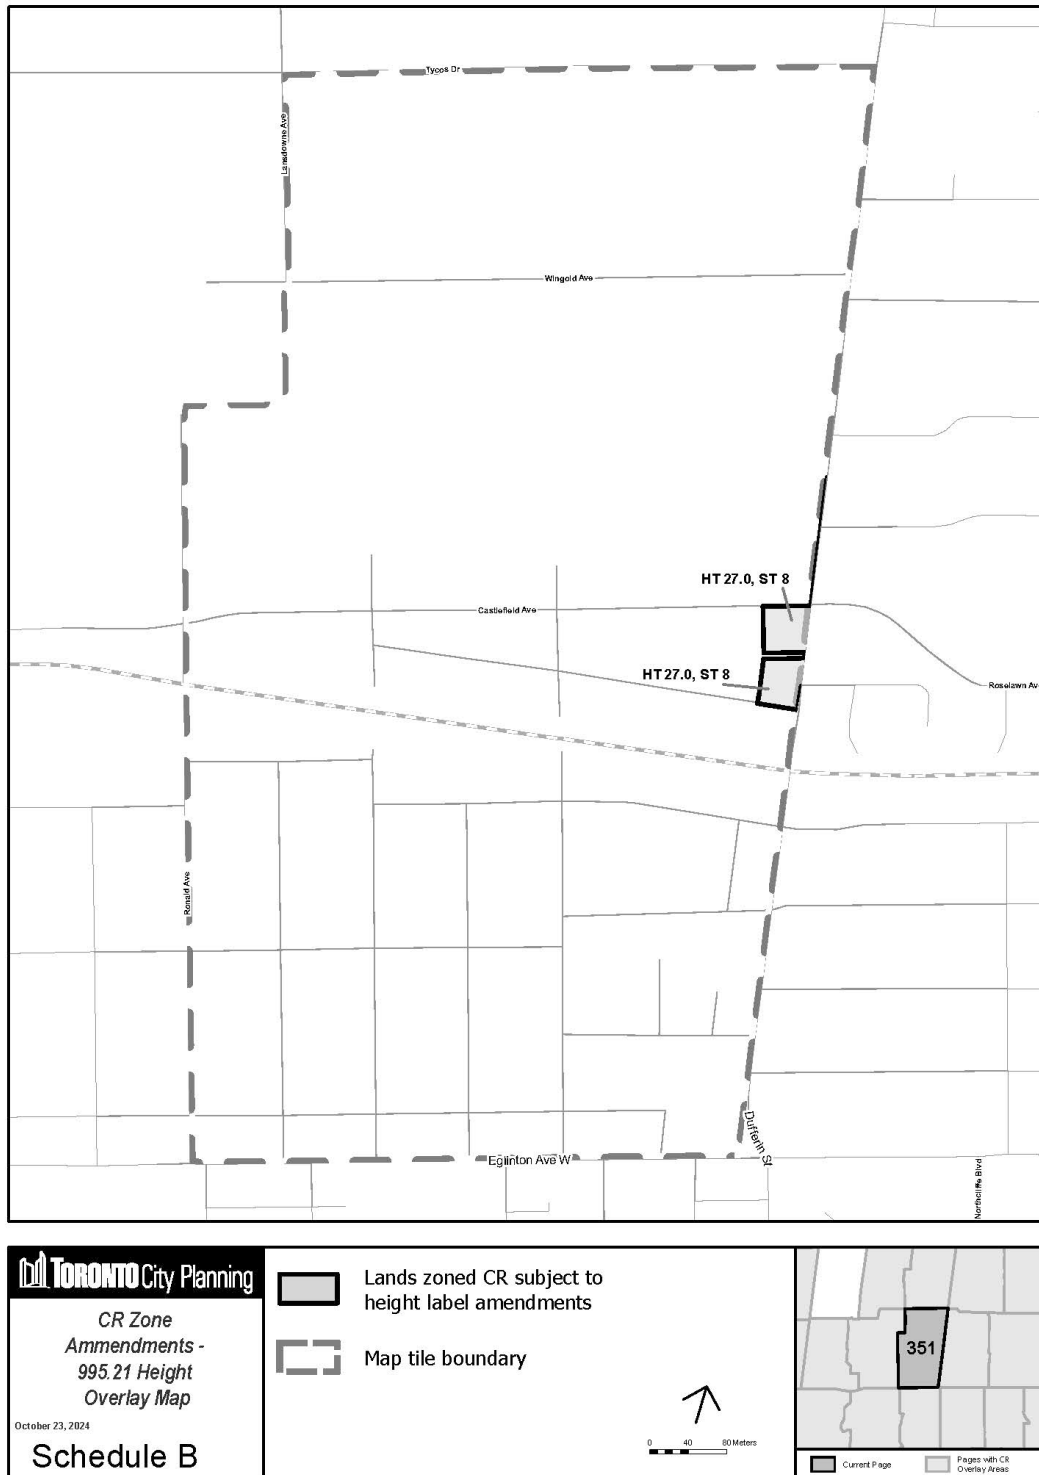 Tycos Dr
Lansdowne Ave
Wingold Ave
HT 27.0, ST 8
Castlefield Ave
HT 27.0, ST 8
Roselawn Ave
Ronald Ave
Dufferin St
Eglinton Ave W
Northcliffe Blvd
TORONTO City Planning
CR Zone
Ammendments -
995.21 Height
Overlay Map
October 23, 2024
Schedule B
Lands zoned CR subject to
height label amendments
Map tile boundary
0 40 80 Meters
351
Current Page
Pages with CR
Overlay Areas